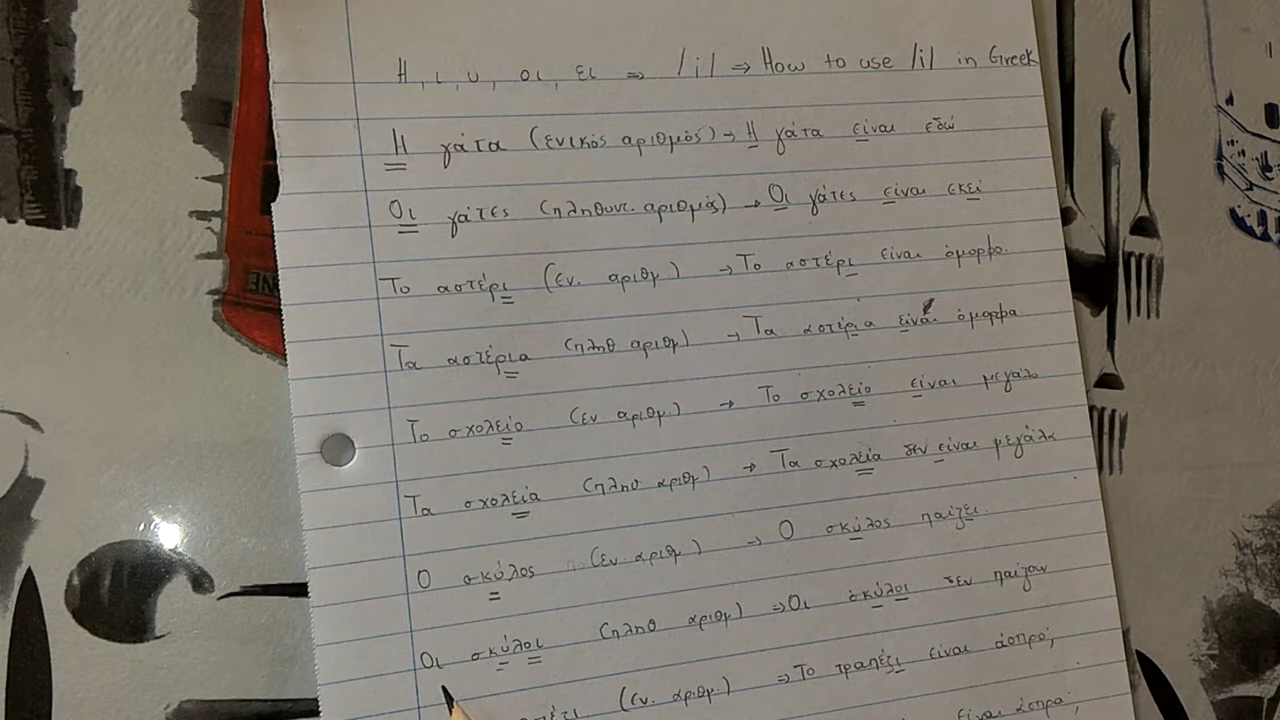 Η, ι, υ, οι, ει ⇒ /i/ ⇒ How to use /i/ in Greek
Η γάτα (ενικός αριθμός) → Η γάτα είναι εδώ
Οι γάτες (πληθυντ. αριθμός) → Οι γάτες είναι εκεί
Το αστέρι (εν. αριθμ) → Το αστέρι είναι όμορφο.
Τα αστέρια (πληθ αριθμ) → Τα αστέρια είναι όμορφα
Το σχολείο (εν αριθμ.) → Το σχολείο είναι μεγάλο
Τα σχολεία (πληθ αριθμ) → Τα σχολεία δεν είναι μεγάλα
Ο σκύλος (εν. αριθμ) → Ο σκύλος παίζει.
Οι σκύλοι (πληθ αριθμ) ⇒ Οι σκύλοι δεν παίζουν
(εν. αριθμ.) ⇒ Το τραπέζι είναι άσπρο;
είναι άσπρα;